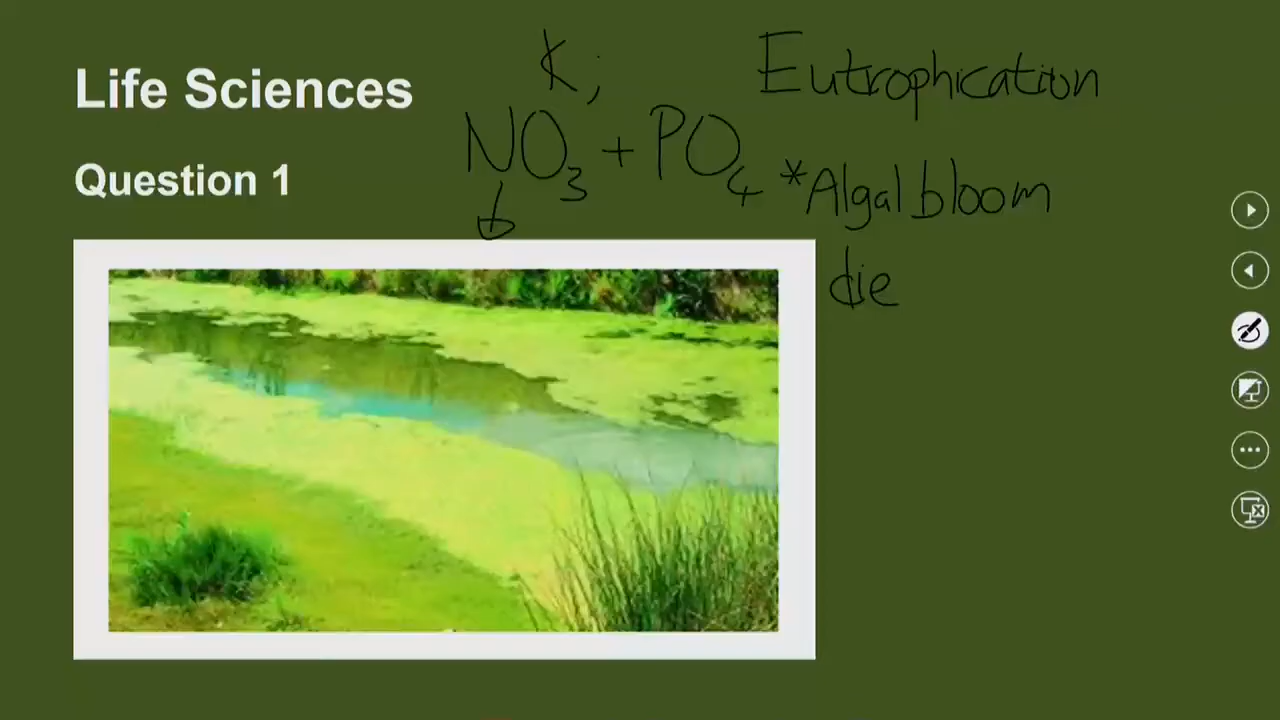 Life Sciences
Question 1
K;
NO3 + PO4
Eutrophication
*Algal bloom
die